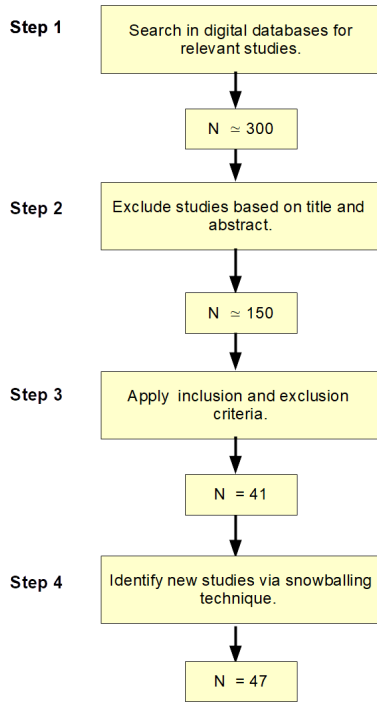 Step 1
Search in digital databases for
relevant studies.
N ≃ 300
Step 2
Exclude studies based on title and
abstract.
N ≃ 150
Step 3
Apply inclusion and exclusion
criteria.
N = 41
Step 4
Identify new studies via snowballing
technique.
N = 47